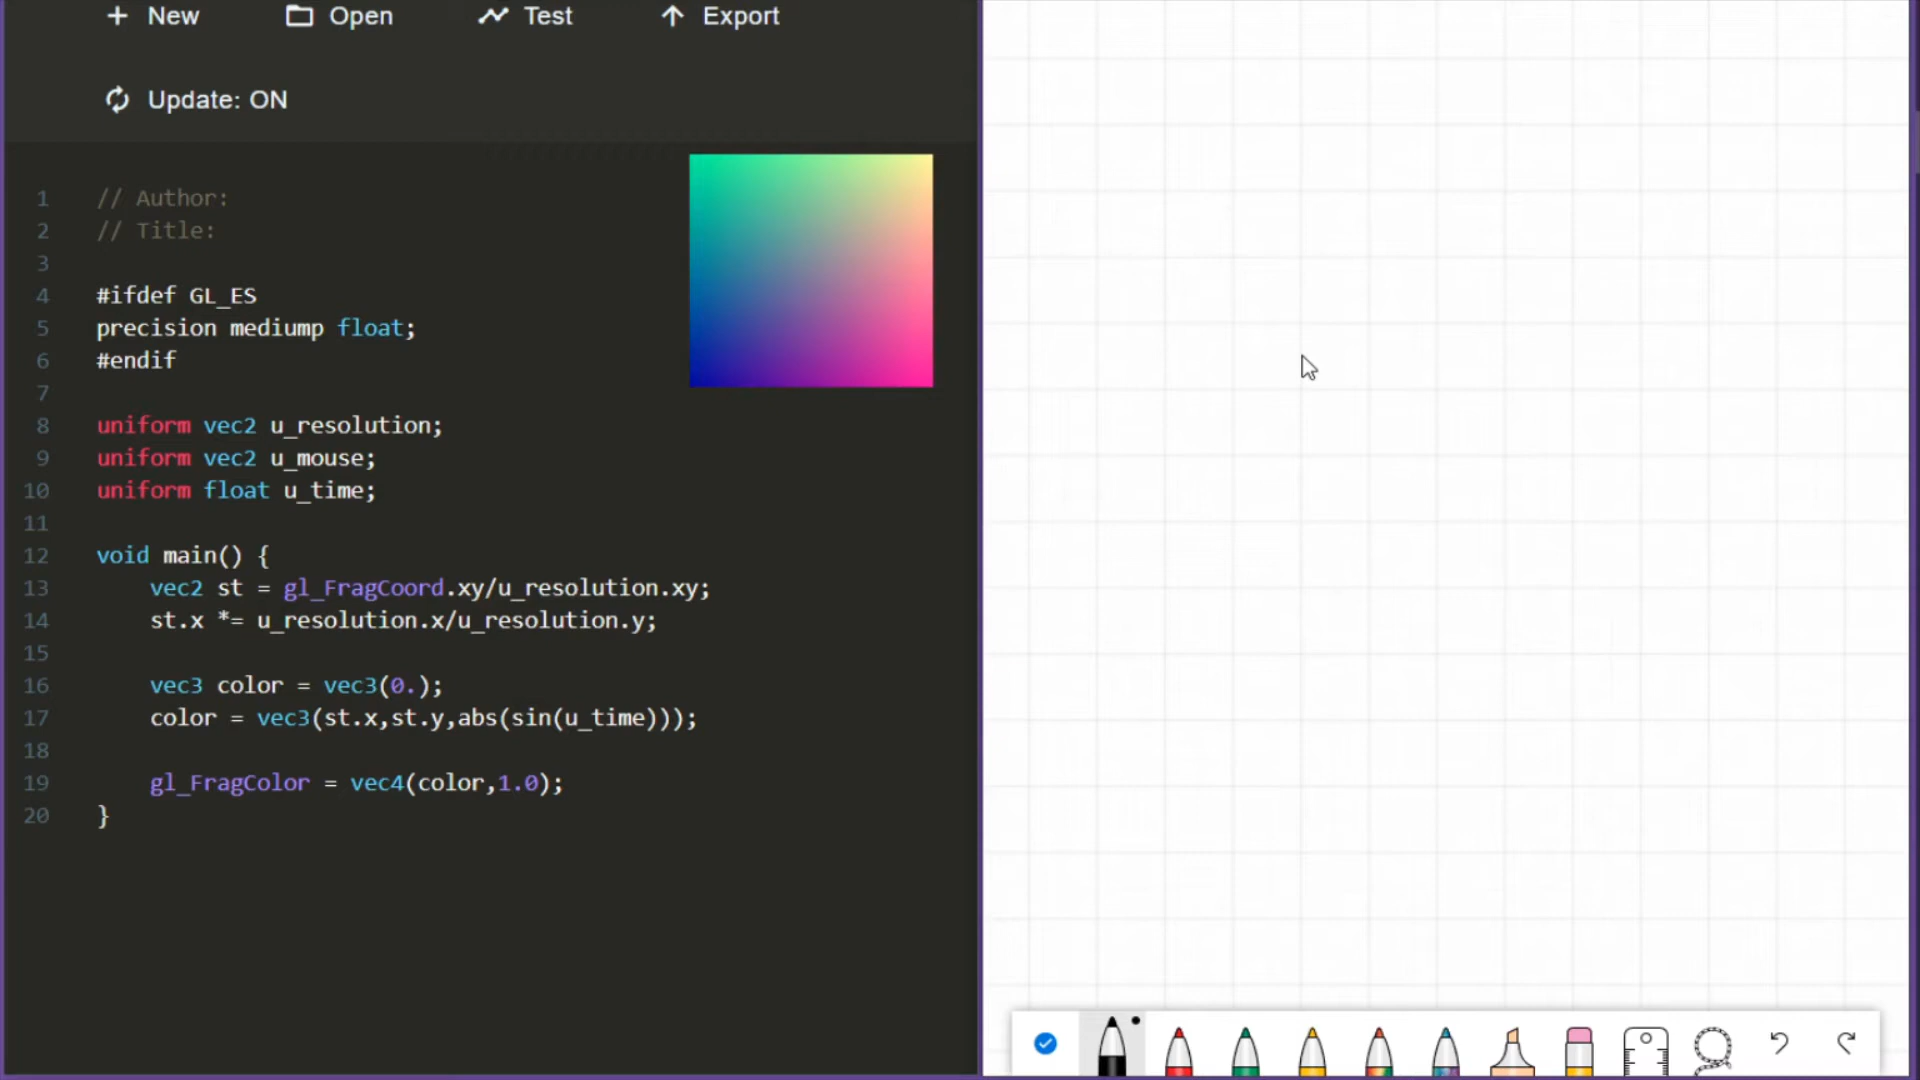 New Open Test Export
Update: ON
1 // Author:
2 // Title:
3
4 #ifdef GL_ES
5 precision mediump float;
6 #endif
7
8 uniform vec2 u_resolution;
9 uniform vec2 u_mouse;
10 uniform float u_time;
11
12 void main() {
13 vec2 st = gl_FragCoord.xy/u_resolution.xy;
14 st.x *= u_resolution.x/u_resolution.y;
15
16 vec3 color = vec3(0.);
17 color = vec3(st.x,st.y,abs(sin(u_time)));
18
19 gl_FragColor = vec4(color,1.0);
20 }